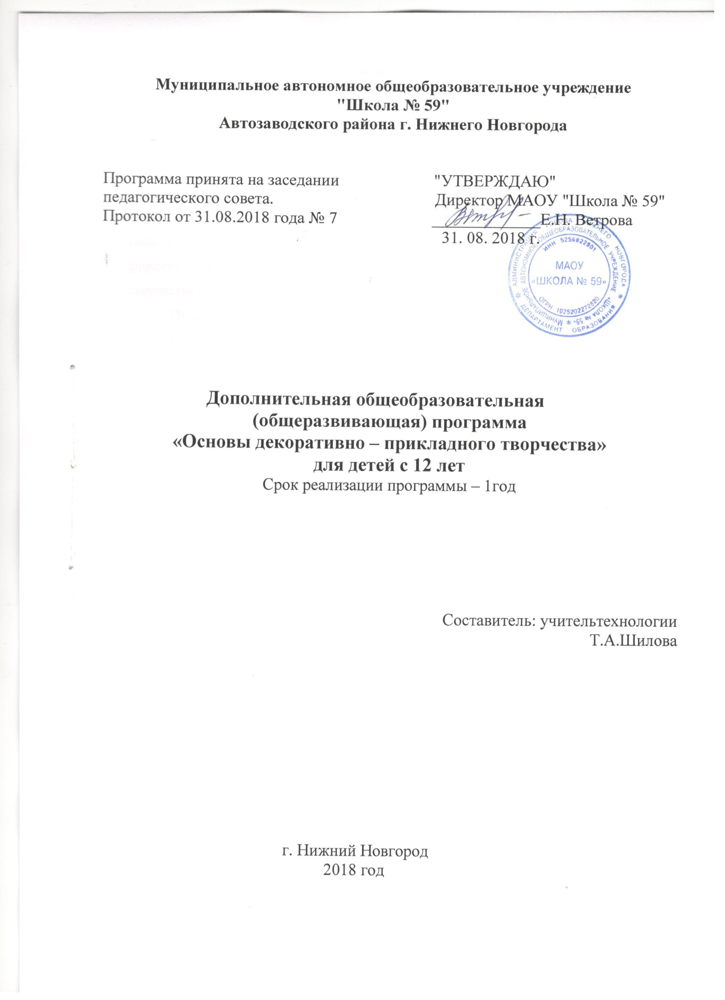 Муниципальное автономное общеобразовательное учреждение
"Школа № 59"
Автозаводского района г. Нижнего Новгорода
Программа принята на заседании
педагогического совета.
Протокол от 31.08.2018 года № 7
"УТВЕРЖДАЮ"
Директор МАОУ "Школа № 59"
Е.Н. Ветрова
31. 08. 2018 г.
АДМИНИСТРАЦИЯ ГОРОДА НИЖНЕГО НОВГОРОДА
ДЕПАРТАМЕНТ ОБРАЗОВАНИЯ
МУНИЦИПАЛЬНОЕ АВТОНОМНОЕ ОБЩЕОБРАЗОВАТЕЛЬНОЕ УЧРЕЖДЕНИЕ «ШКОЛА № 59»
ИНН 5256022901
МАОУ
«ШКОЛА № 59»
ОГРН 1025202272820
Дополнительная общеобразовательная
(общеразвивающая) программа
«Основы декоративно – прикладного творчества»
для детей с 12 лет
Срок реализации программы – 1год
Составитель: учительтехнологии
Т.А.Шилова
г. Нижний Новгород
2018 год